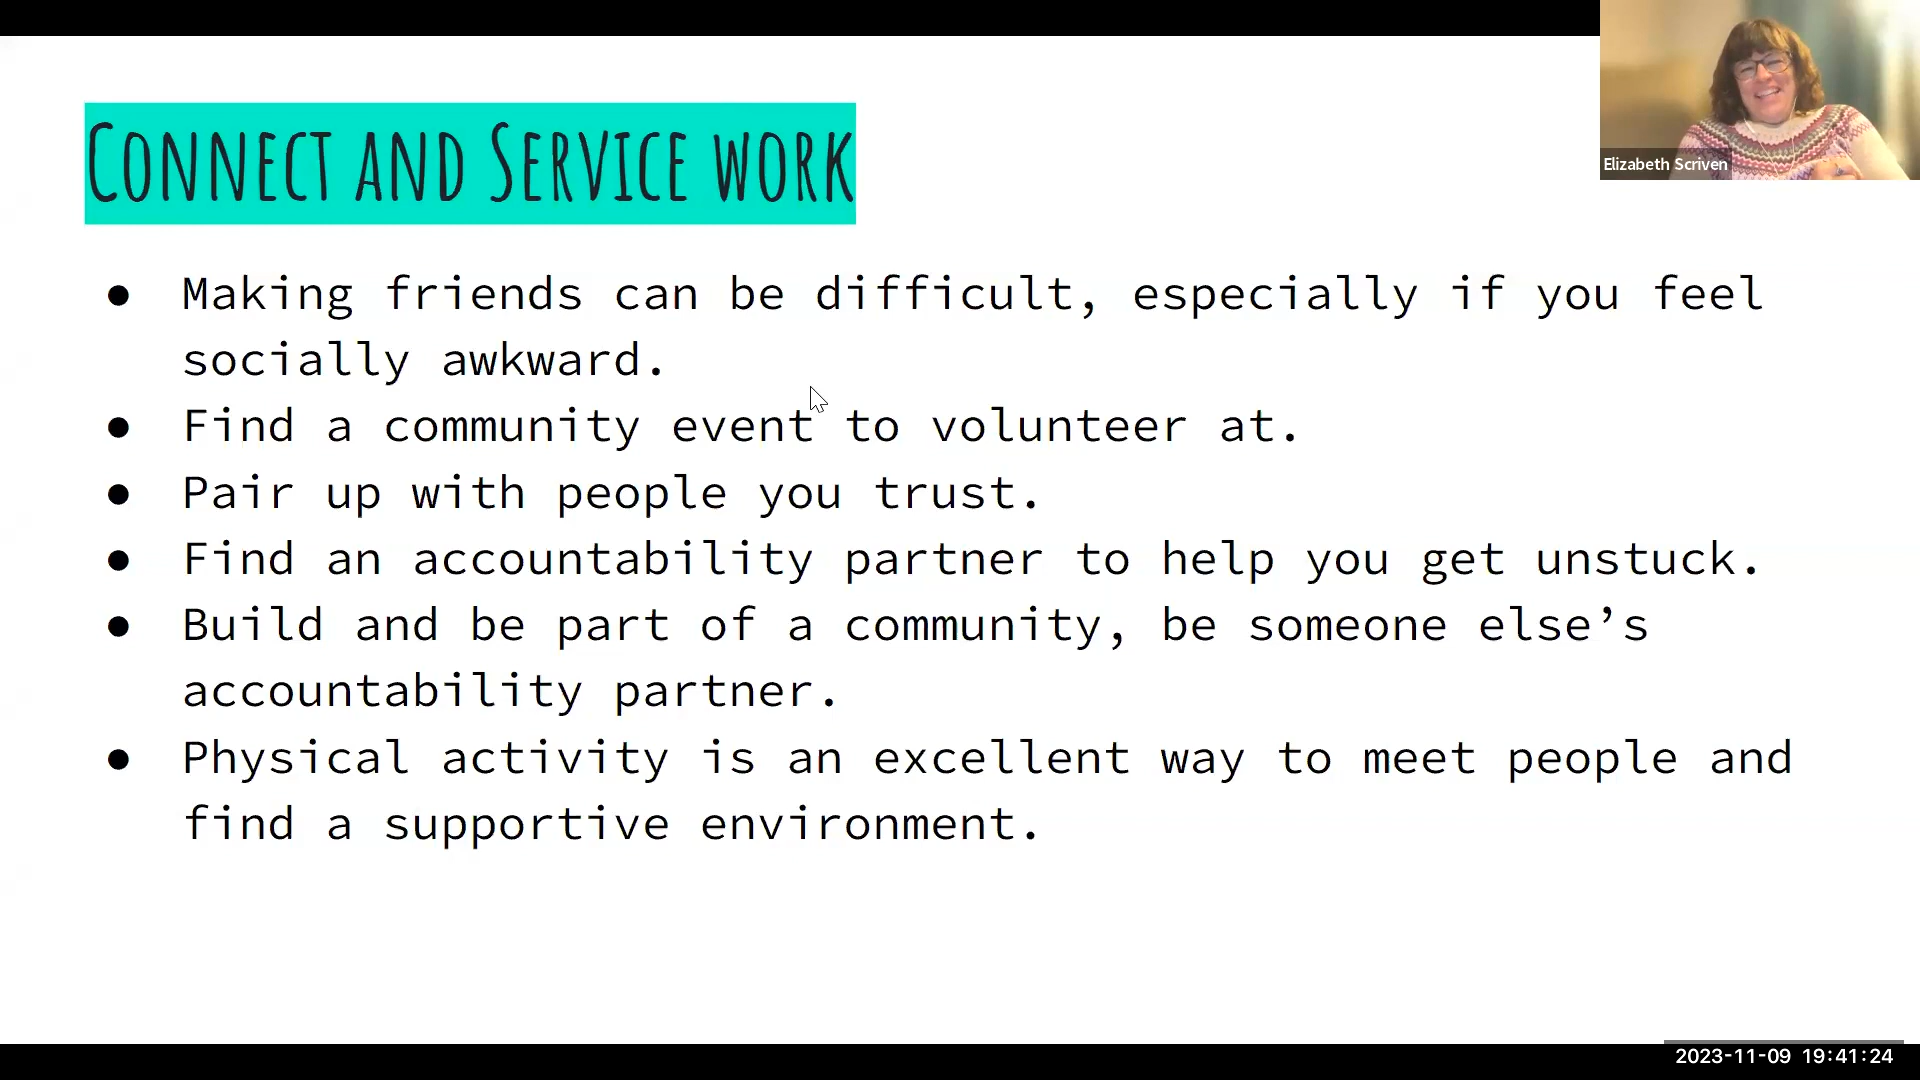 Connect and Service work
Elizabeth Scriven
● Making friends can be difficult, especially if you feel
socially awkward.
● Find a community event to volunteer at.
● Pair up with people you trust.
● Find an accountability partner to help you get unstuck.
● Build and be part of a community, be someone else’s
accountability partner.
● Physical activity is an excellent way to meet people and
find a supportive environment.
2023-11-09 19:41:24